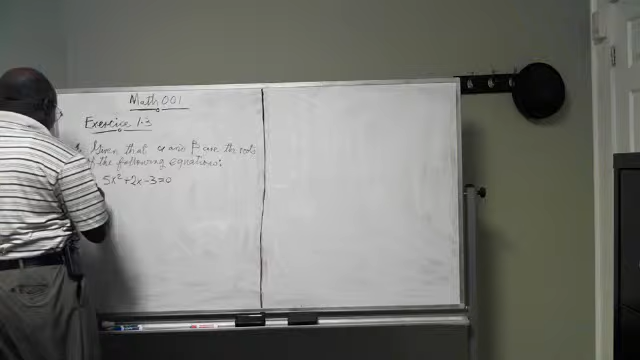 Math 001
Exercise 1.3
Given that α and β are the roots
of the following equations:
5x²+2x-3=0